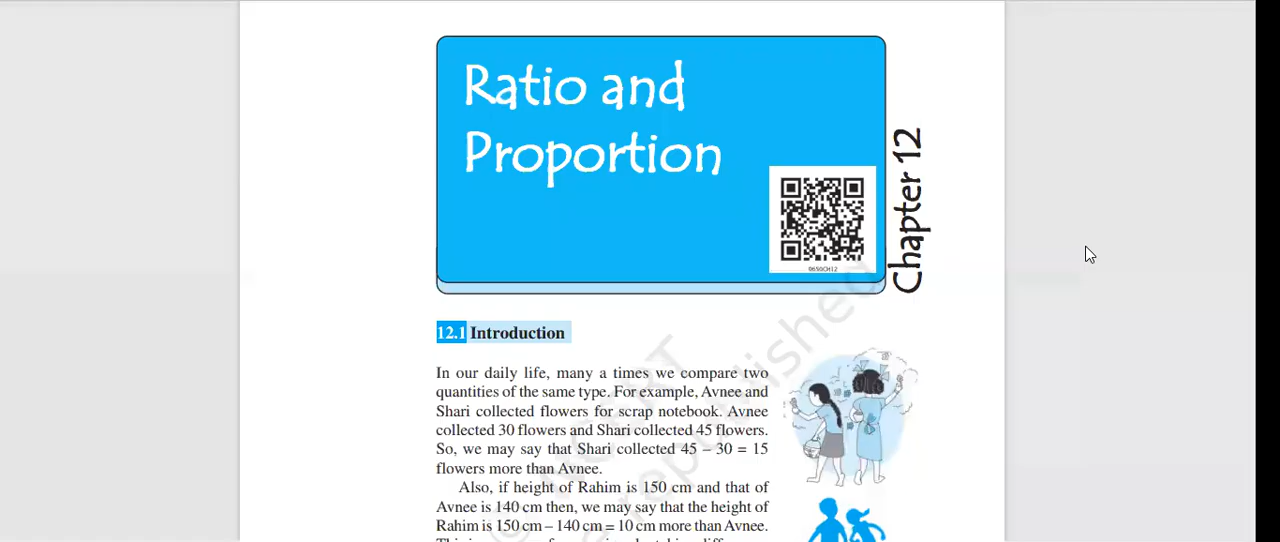 Ratio and
Proportion
Chapter 12
0650CH12
12.1 Introduction
In our daily life, many a times we compare two
quantities of the same type. For example, Avnee and
Shari collected flowers for scrap notebook. Avnee
collected 30 flowers and Shari collected 45 flowers.
So, we may say that Shari collected 45 – 30 = 15
flowers more than Avnee.
Also, if height of Rahim is 150 cm and that of
Avnee is 140 cm then, we may say that the height of
Rahim is 150 cm – 140 cm = 10 cm more than Avnee.
© NCERT
republished